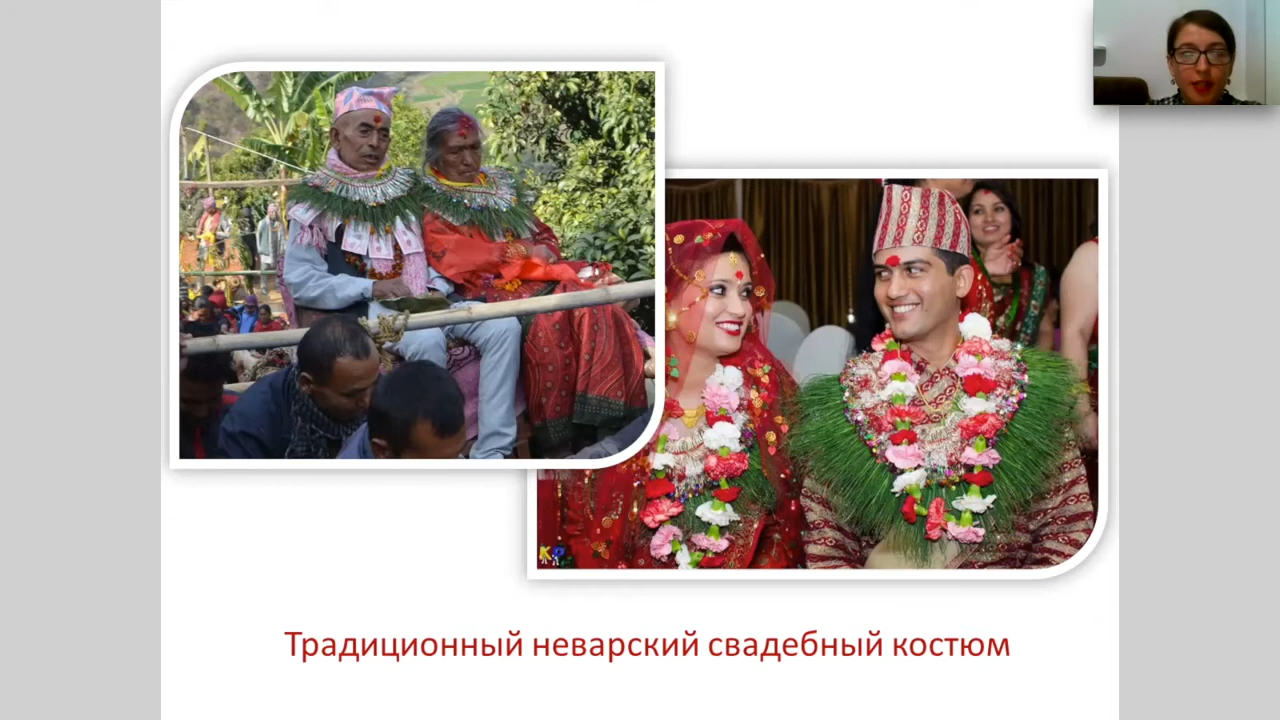 Традиционный неварский свадебный костюм